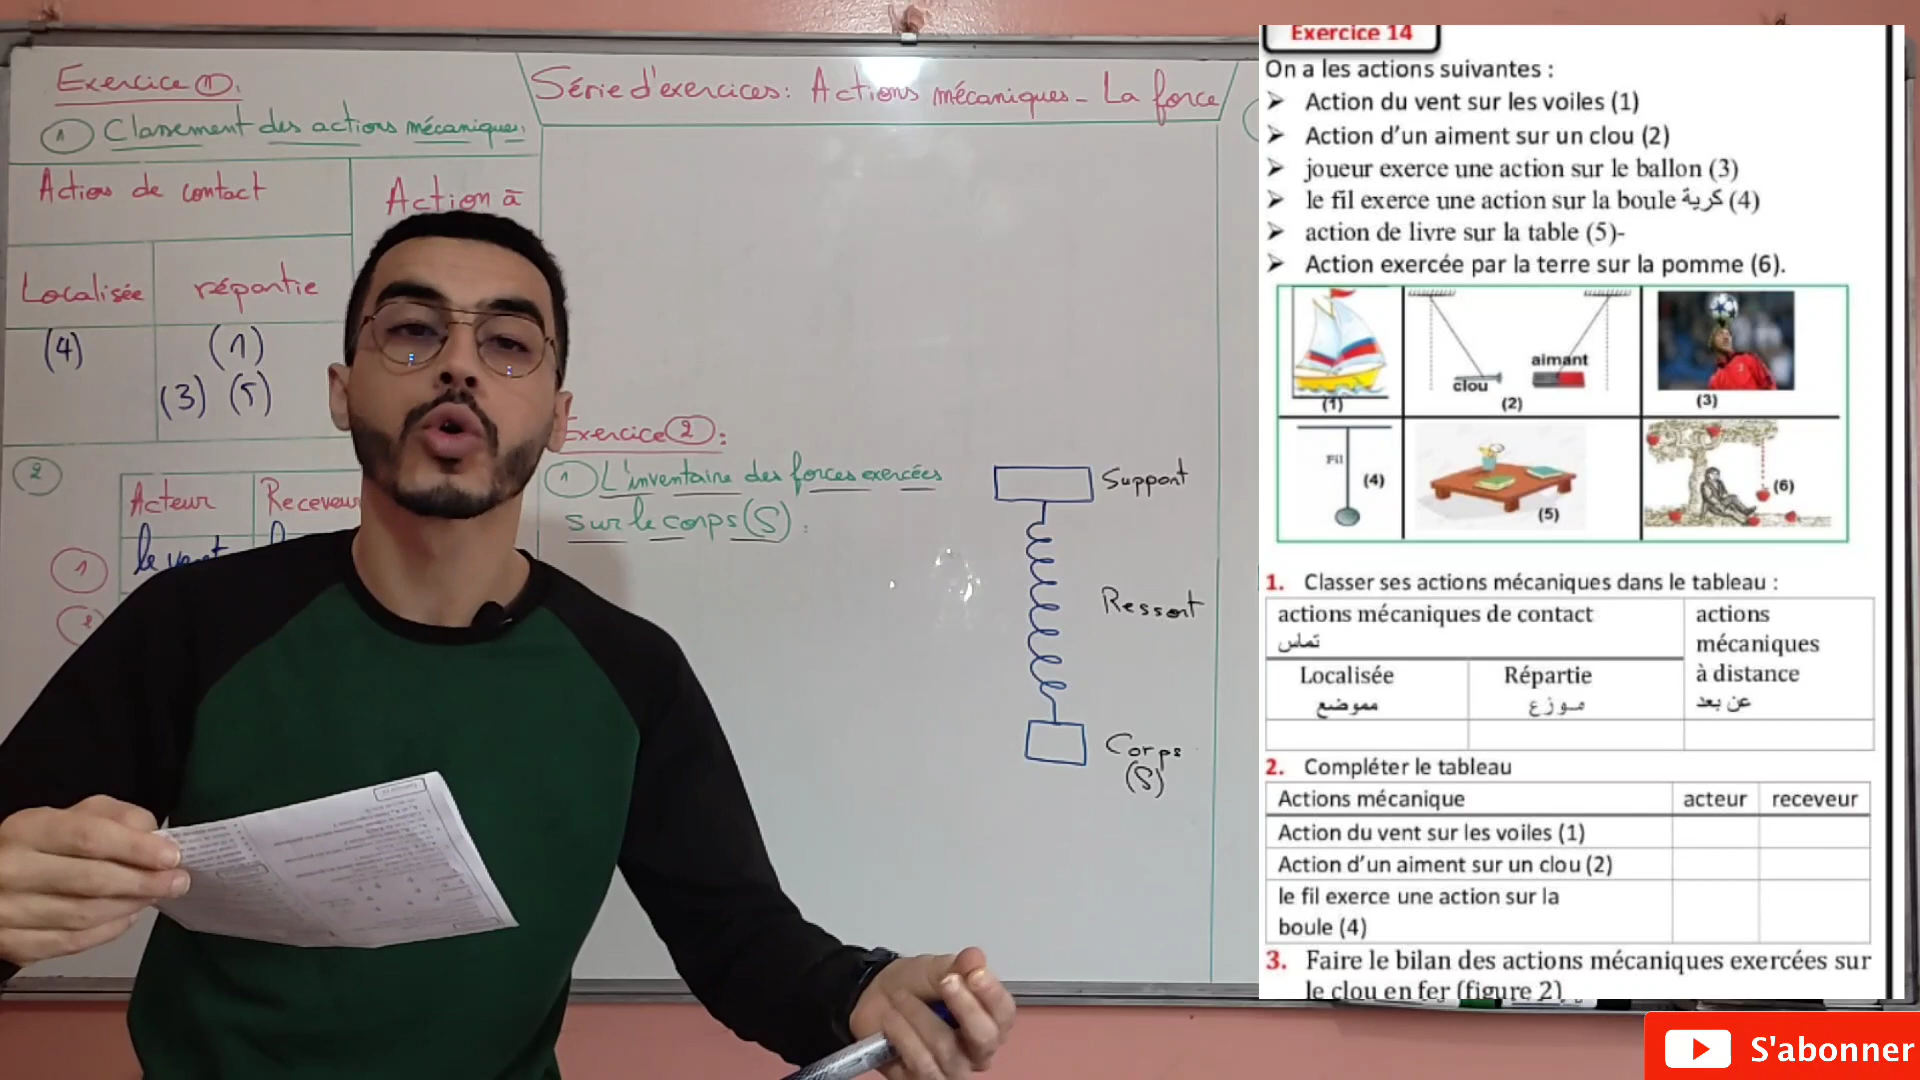 Exercice 1.
1 Classement des actions mécaniques.
Action de contact
Action à
Localisée
répartie
(4)
(1)
(3) (5)
2
Acteur
Receveur
1
le vent
2
Série d'exercices: Actions mécaniques - La force
Exercice 2:
1 L'inventaire des forces exercées
sur le corps (S):
Support
Ressort
Corps
(S)
Exercice 14
On a les actions suivantes :
➢ Action du vent sur les voiles (1)
➢ Action d'un aiment sur un clou (2)
➢ joueur exerce une action sur le ballon (3)
➢ le fil exerce une action sur la boule كرية (4)
➢ action de livre sur la table (5)-
➢ Action exercée par la terre sur la pomme (6).
(1)
clou
aimant
(2)
(3)
Fil
(4)
(5)
(6)
1. Classer ses actions mécaniques dans le tableau :
actions mécaniques de contact
تماس
actions
mécaniques
à distance
عن بعد
Localisée
مموضع
Répartie
موزع
2. Compléter le tableau
Actions mécanique
acteur
receveur
Action du vent sur les voiles (1)
Action d'un aiment sur un clou (2)
le fil exerce une action sur la
boule (4)
3. Faire le bilan des actions mécaniques exercées sur
le clou en fer (figure 2)
S'abonner